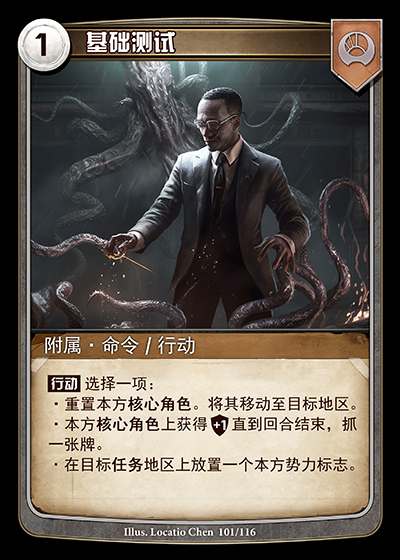 1
基础测试
附属·命令 / 行动
行动 选择一项：
·重置本方核心角色。将其移动至目标地区。
·本方核心角色上获得 +1 直到回合结束，抓
一张牌。
·在目标任务地区上放置一个本方势力标志。
Illus. Locatio Chen 101/116